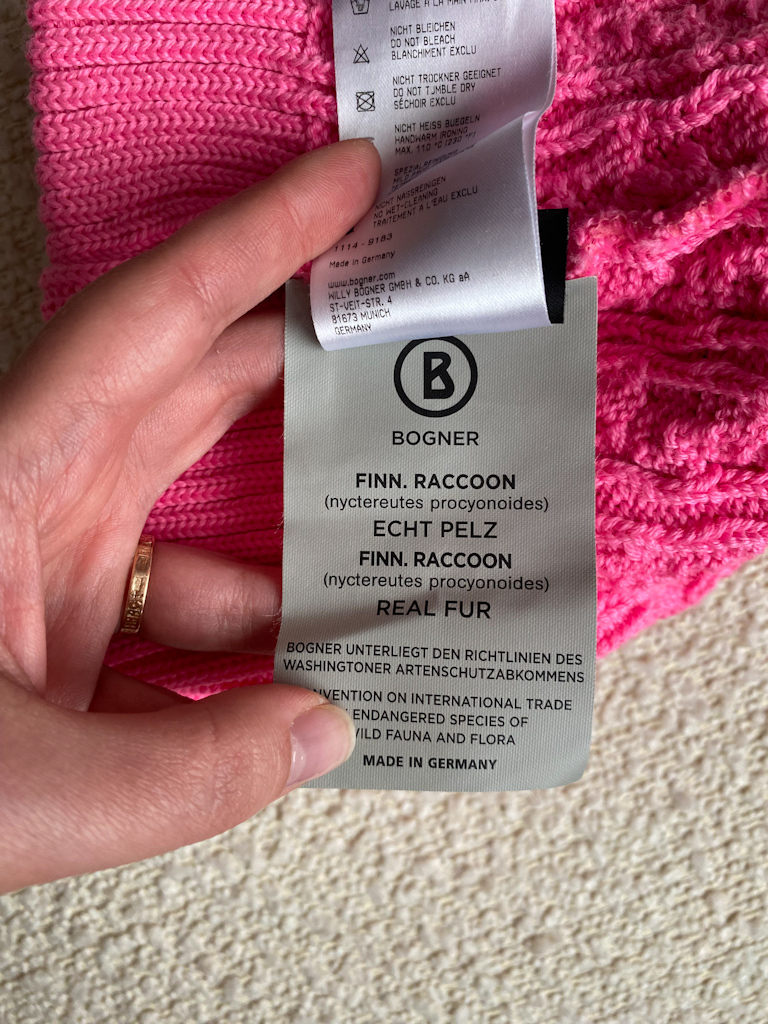 LAVAGE A LA MAIN
NICHT BLEICHEN
DO NOT BLEACH
BLANCHIMENT EXCLU
NICHT TROCKNER GEEIGNET
DO NOT TUMBLE DRY
SÉCHOIR EXCLU
NICHT HEISS BUEGELN
HANDWARM IRONING
MAX. 110 °C (230 °F)
NICHT NASSREINIGEN
NO WET-CLEANING
TRAITEMENT A L'EAU EXCLU
1114 - 9183
Made in Germany
www.bogner.com
WILLY BOGNER GMBH & CO. KG aA
ST-VEIT-STR. 4
81673 MUNICH
GERMANY
B
BOGNER
FINN. RACCOON
(nyctereutes procyonoides)
ECHT PELZ
FINN. RACCOON
(nyctereutes procyonoides)
REAL FUR
BOGNER UNTERLIEGT DEN RICHTLINIEN DES
WASHINGTONER ARTENSCHUTZABKOMMENS
NVENTION ON INTERNATIONAL TRADE
ENDANGERED SPECIES OF
ILD FAUNA AND FLORA
MADE IN GERMANY